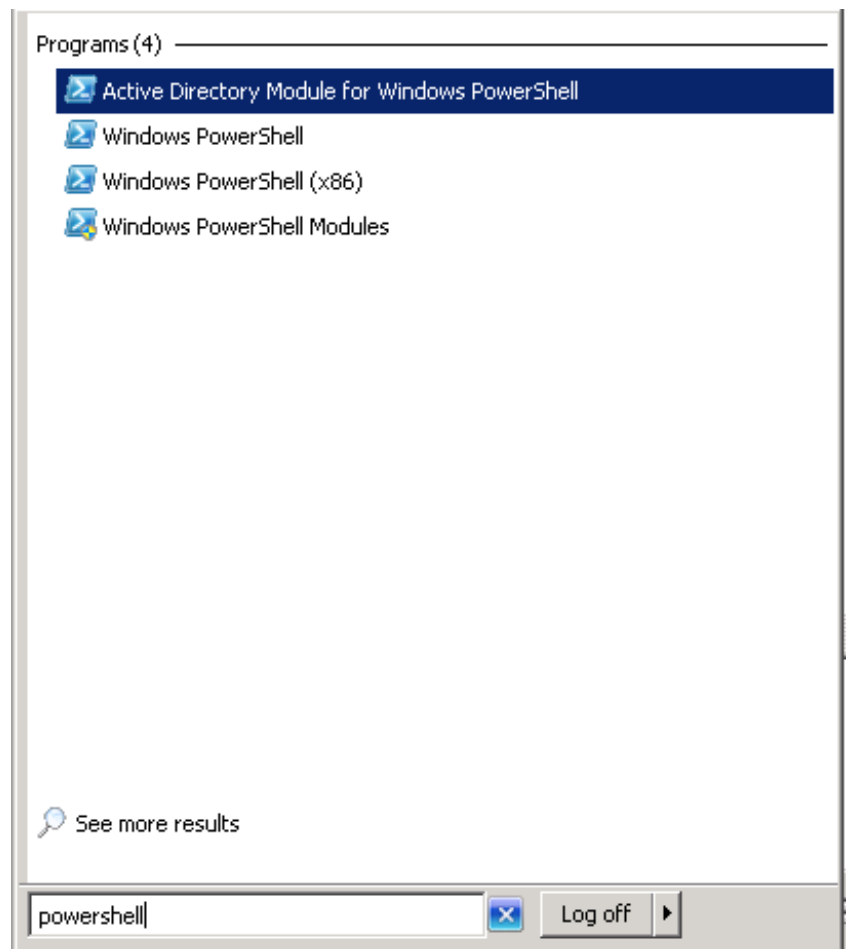 Programs (4)
Active Directory Module for Windows PowerShell
Windows PowerShell
Windows PowerShell (x86)
Windows PowerShell Modules
See more results
powershell
Log off